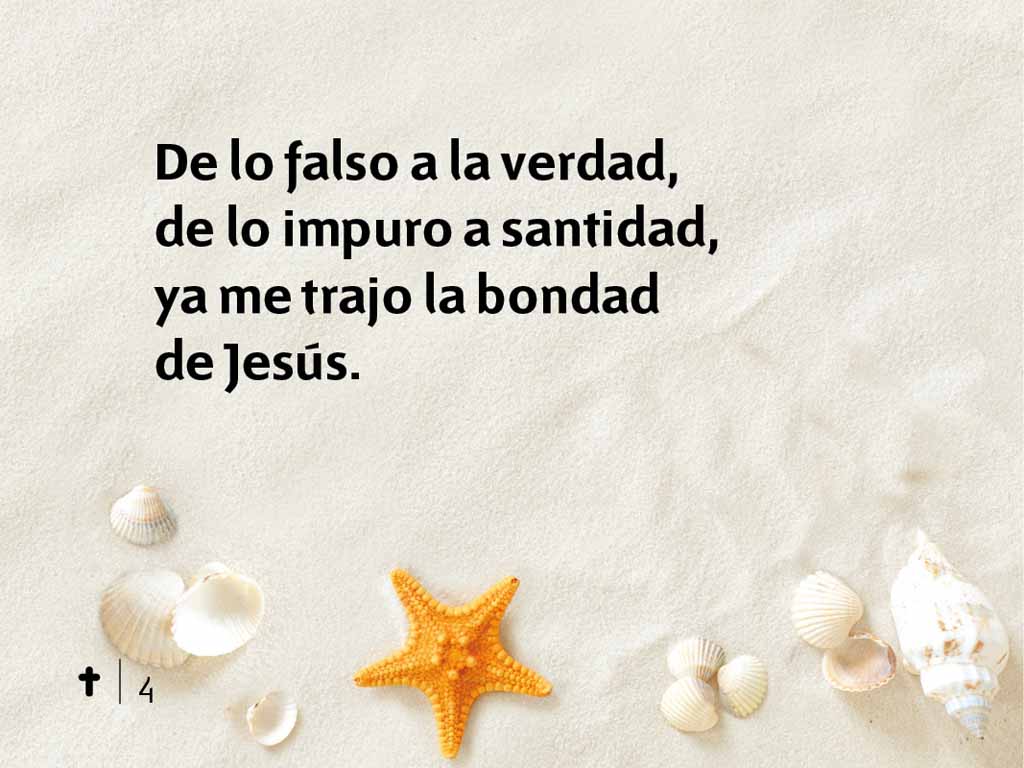 De lo falso a la verdad,
de lo impuro a santidad,
ya me trajo la bondad
de Jesús.
4